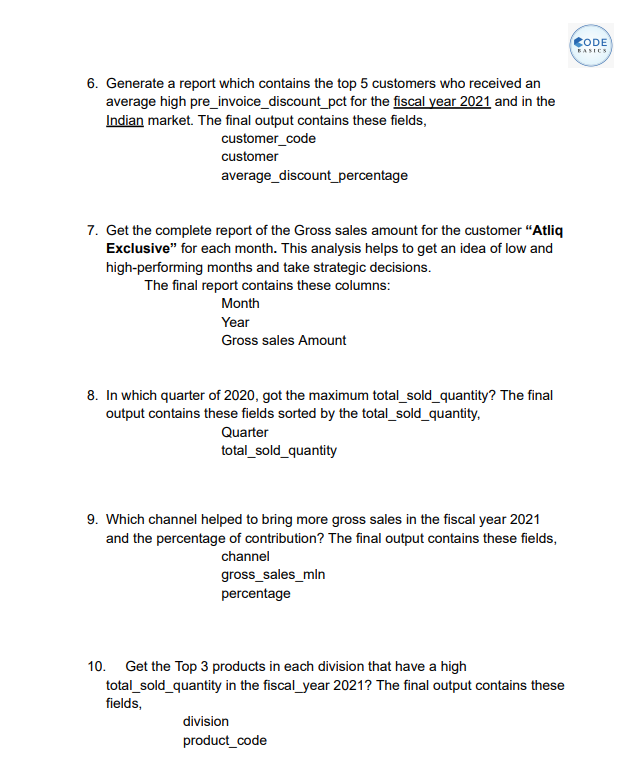 CODE
BASICS
6. Generate a report which contains the top 5 customers who received an
average high pre_invoice_discount_pct for the fiscal year 2021 and in the
Indian market. The final output contains these fields,
customer_code
customer
average_discount_percentage
7. Get the complete report of the Gross sales amount for the customer “Atliq
Exclusive” for each month. This analysis helps to get an idea of low and
high-performing months and take strategic decisions.
The final report contains these columns:
Month
Year
Gross sales Amount
8. In which quarter of 2020, got the maximum total_sold_quantity? The final
output contains these fields sorted by the total_sold_quantity,
Quarter
total_sold_quantity
9. Which channel helped to bring more gross sales in the fiscal year 2021
and the percentage of contribution? The final output contains these fields,
channel
gross_sales_mln
percentage
10. Get the Top 3 products in each division that have a high
total_sold_quantity in the fiscal_year 2021? The final output contains these
fields,
division
product_code